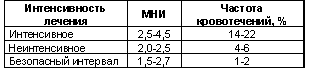 Интенсивность лечения МНИ Частота кровотечений, %
Интенсивное 2,5-4,5 14-22
Неинтенсивное 2,0-2,5 4-6
Безопасный интервал 1,5-2,7 1-2